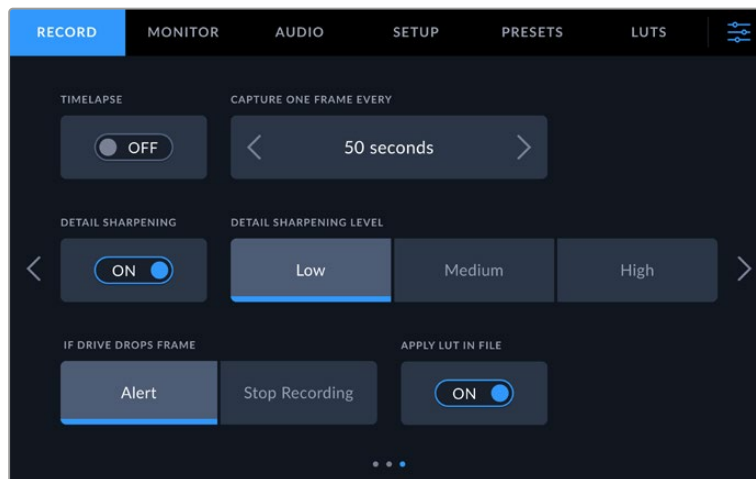 RECORD MONITOR AUDIO SETUP PRESETS LUTS
TIMELAPSE CAPTURE ONE FRAME EVERY
OFF 50 seconds
DETAIL SHARPENING DETAIL SHARPENING LEVEL
ON Low Medium High
IF DRIVE DROPS FRAME APPLY LUT IN FILE
Alert Stop Recording ON